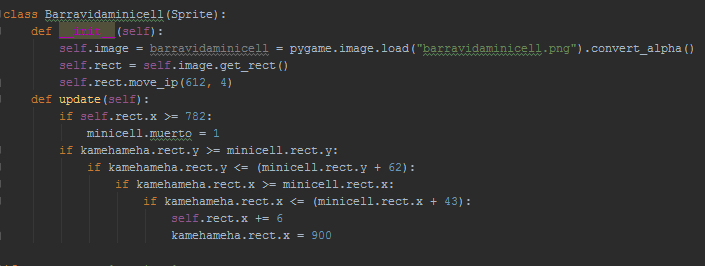 class Barravidaminicell(Sprite):
def __init__(self):
self.image = barravidaminicell = pygame.image.load("barravidaminicell.png").convert_alpha()
self.rect = self.image.get_rect()
self.rect.move_ip(612, 4)
def update(self):
if self.rect.x >= 782:
minicell.muerto = 1
if kamehameha.rect.y >= minicell.rect.y:
if kamehameha.rect.y <= (minicell.rect.y + 62):
if kamehameha.rect.x >= minicell.rect.x:
if kamehameha.rect.x <= (minicell.rect.x + 43):
self.rect.x += 6
kamehameha.rect.x = 900